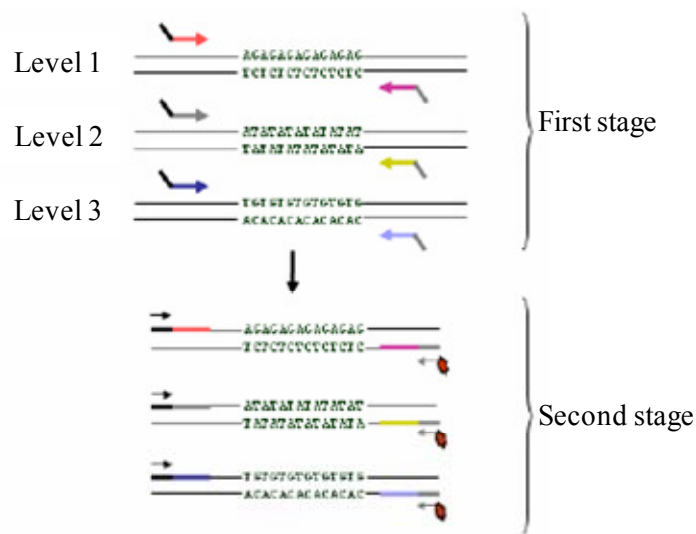 AGAGAGAGAGAGAG
Level 1
TCTCTCTCTCTCTC
First stage
Level 2
ATATATATATATAT
TATATATATATATA
Level 3
TGTGTGTGTGTGTG
ACACACACACACAC
AGAGAGAGAGAGAG
TCTCTCTCTCTCTC
Second stage
ATATATATATATAT
TATATATATATATA
TGTGTGTGTGTGTG
ACACACACACACAC